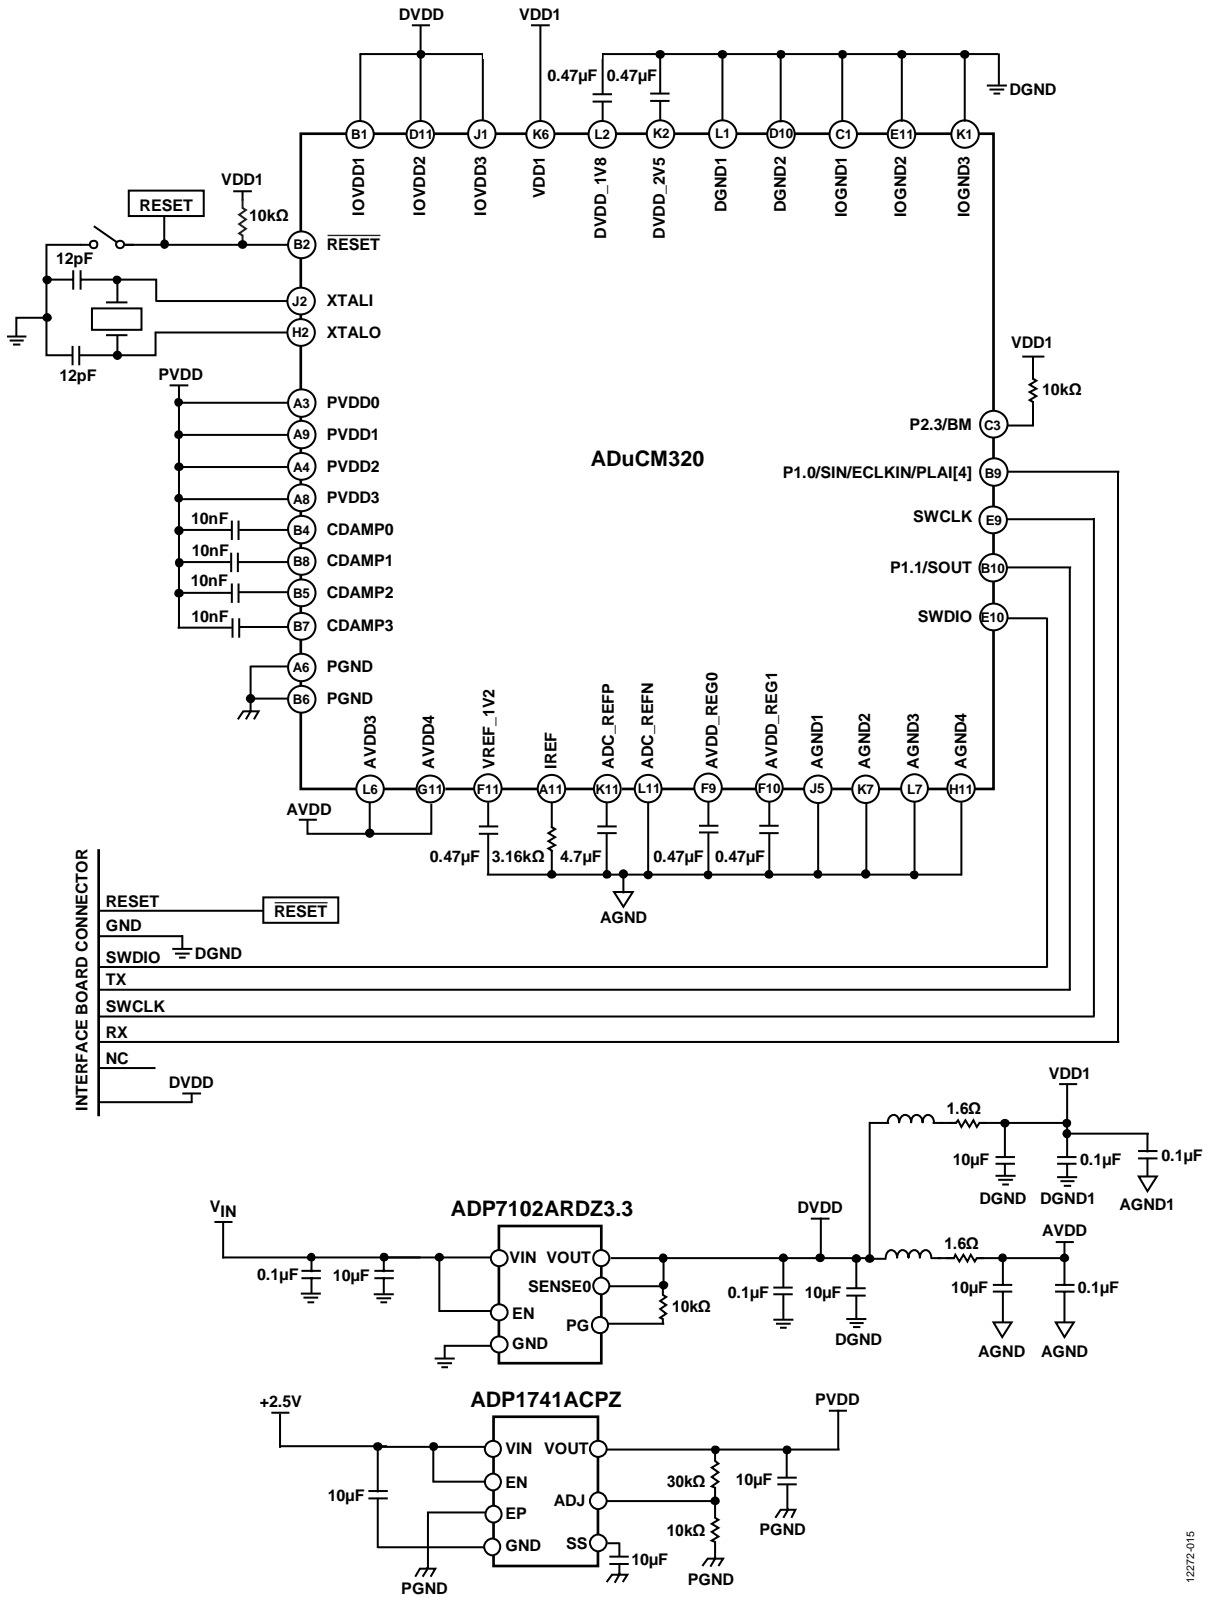 DVDD
VDD1
0.47µF
0.47µF
DGND
B1
D11
J1
K6
L2
K2
L1
D10
C1
E11
K1
IOVDD1
IOVDD2
IOVDD3
VDD1
DVDD_1V8
DVDD_2V5
DGND1
DGND2
IOGND1
IOGND2
IOGND3
VDD1
RESET
10kΩ
B2 RESET
12pF
J2 XTALI
H2 XTALO
12pF
PVDD
A3 PVDD0
A9 PVDD1
A4 PVDD2
A8 PVDD3
10nF B4 CDAMP0
10nF B8 CDAMP1
10nF B5 CDAMP2
10nF B7 CDAMP3
A6 PGND
B6 PGND
ADuCM320
VDD1
10kΩ
P2.3/BM C3
P1.0/SIN/ECLKIN/PLAI[4] B9
SWCLK E9
P1.1/SOUT B10
SWDIO E10
AVDD3
AVDD4
VREF_1V2
IREF
ADC_REFP
ADC_REFN
AVDD_REG0
AVDD_REG1
AGND1
AGND2
AGND3
AGND4
L6
G11
F11
A11
K11
L11
F9
F10
J5
K7
L7
H11
AVDD
0.47µF
3.16kΩ
4.7µF
0.47µF
0.47µF
AGND
INTERFACE BOARD CONNECTOR
RESET
RESET
GND
DGND
SWDIO
TX
SWCLK
RX
NC
DVDD
VDD1
1.6Ω
10µF
0.1µF
0.1µF
DGND
DGND1
AGND1
ADP7102ARDZ3.3
VIN
DVDD
AVDD
VIN
VOUT
1.6Ω
0.1µF
10µF
SENSE0
EN
PG
GND
10kΩ
0.1µF
10µF
DGND
10µF
0.1µF
AGND
AGND
ADP1741ACPZ
+2.5V
PVDD
VIN
VOUT
EN
10µF
30kΩ
10µF
EP
ADJ
PGND
GND
SS
10kΩ
10µF
PGND
PGND
12272-015